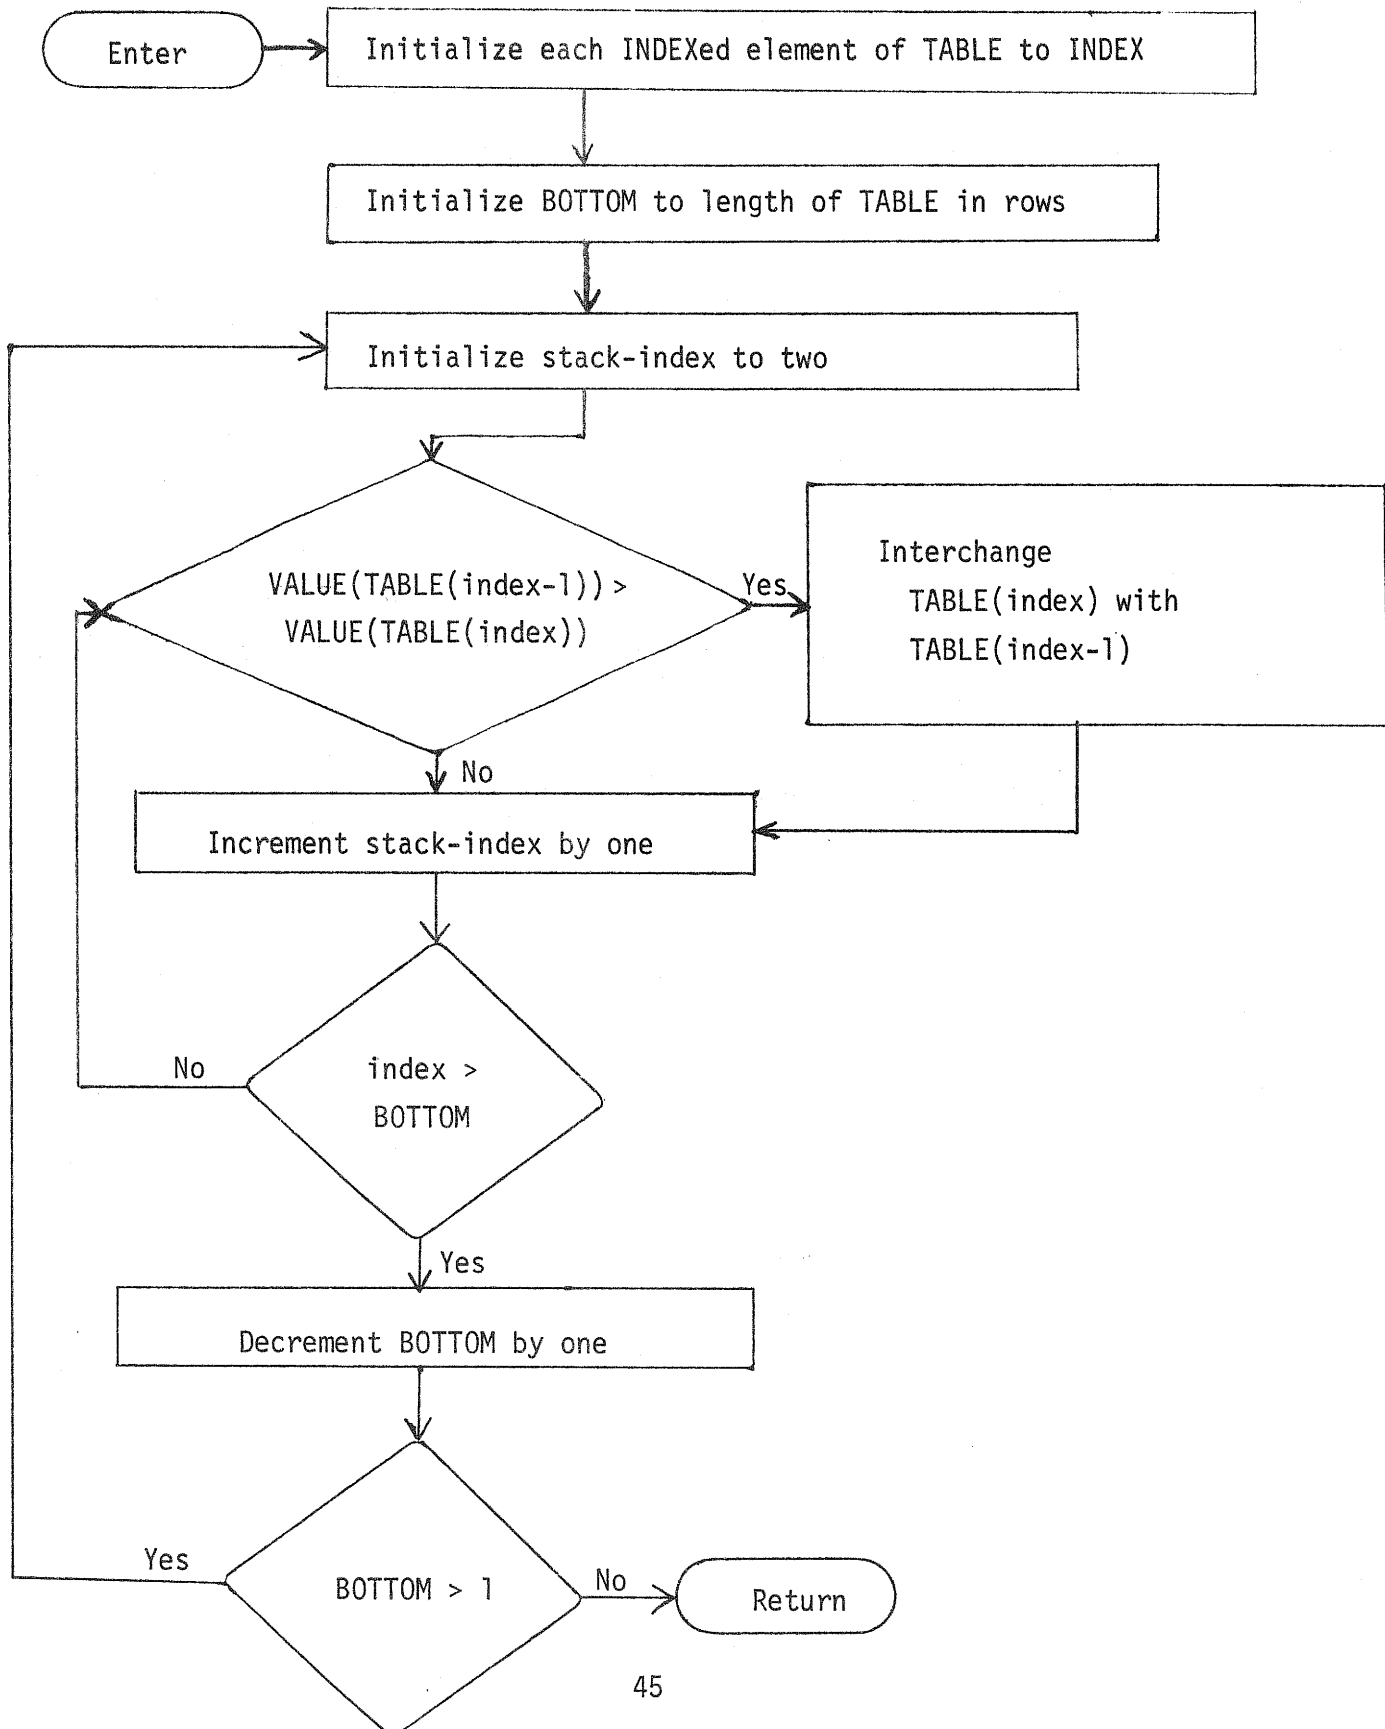 Enter
Initialize each INDEXed element of TABLE to INDEX
Initialize BOTTOM to length of TABLE in rows
Initialize stack-index to two
VALUE(TABLE(index-1)) >
VALUE(TABLE(index))
Yes
Interchange
TABLE(index) with
TABLE(index-1)
No
Increment stack-index by one
No
index >
BOTTOM
Yes
Decrement BOTTOM by one
Yes
BOTTOM > 1
No
Return
45